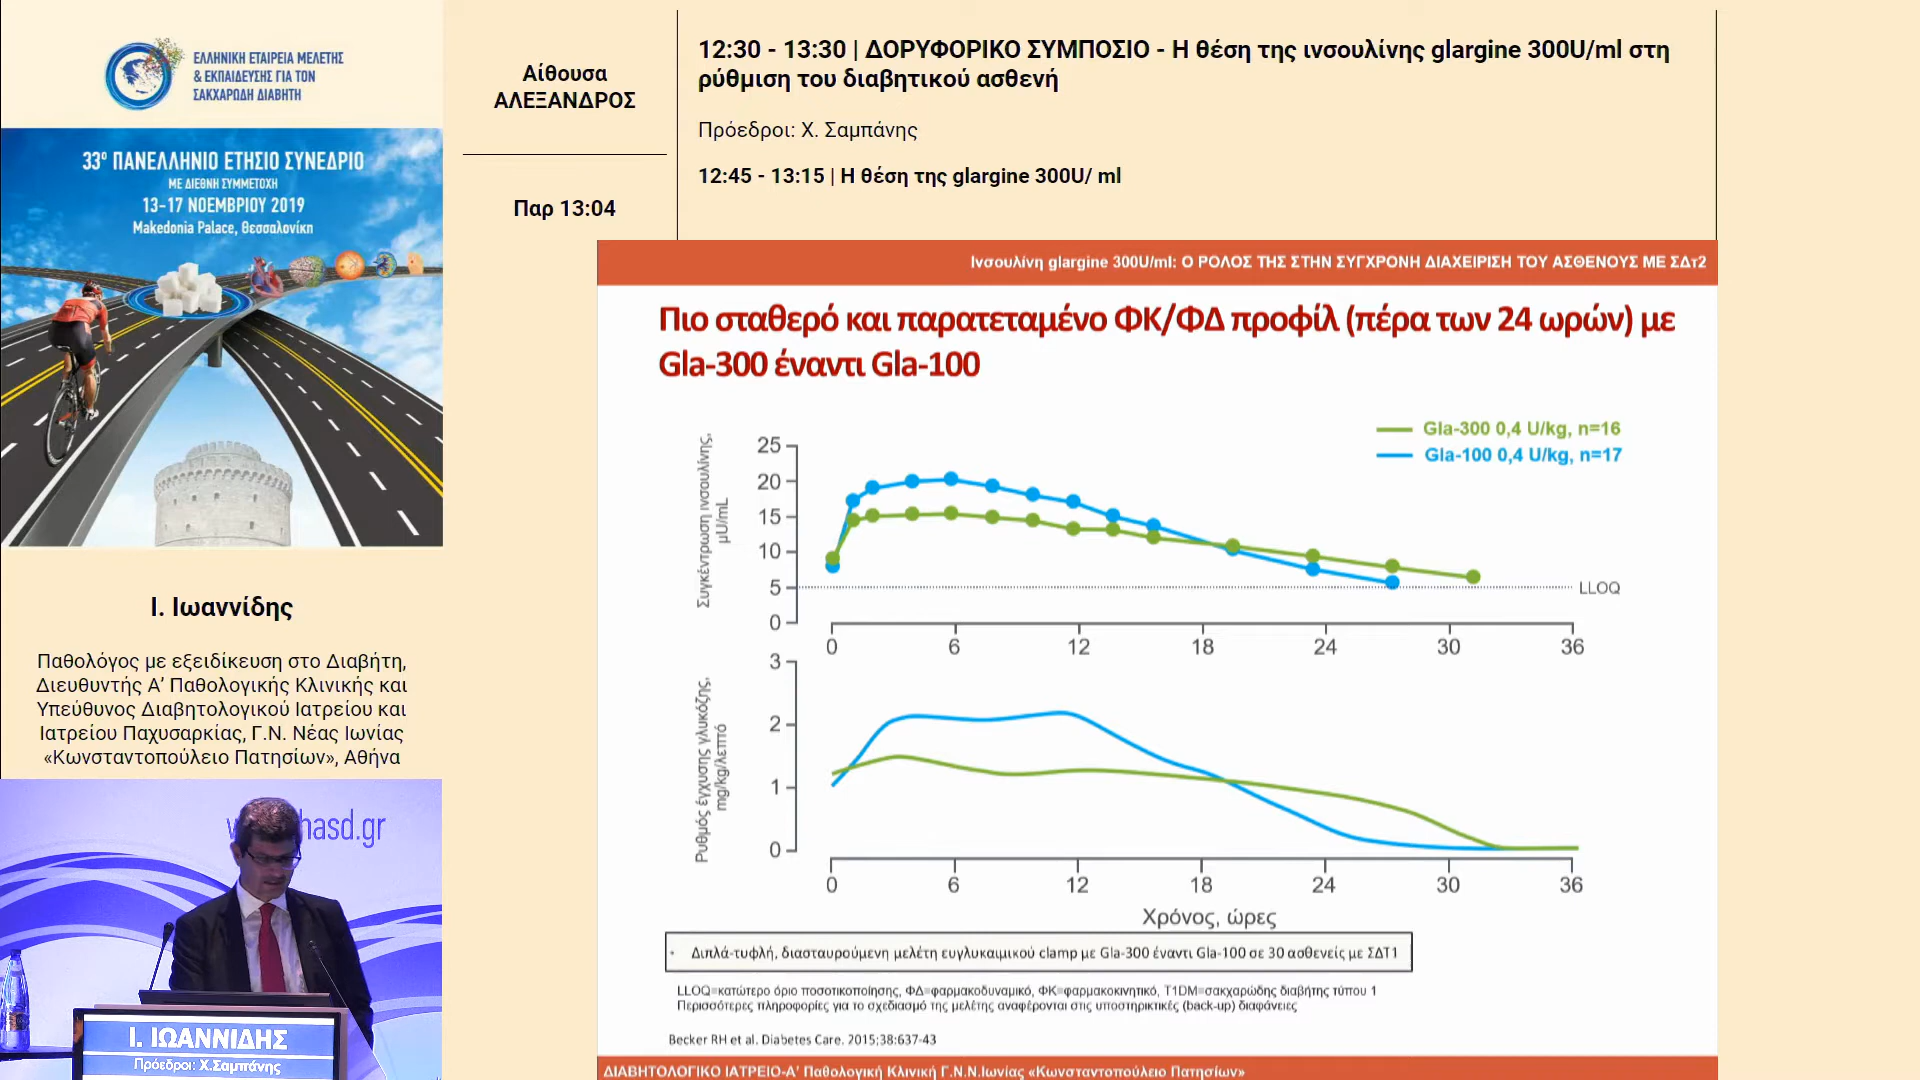 ΕΛΛΗΝΙΚΗ ΕΤΑΙΡΕΙΑ ΜΕΛΕΤΗΣ
& ΕΚΠΑΙΔΕΥΣΗΣ ΓΙΑ ΤΟΝ
ΣΑΚΧΑΡΩΔΗ ΔΙΑΒΗΤΗ
33º ΠΑΝΕΛΛΗΝΙΟ ΕΤΗΣΙΟ ΣΥΝΕΔΡΙΟ
ΜΕ ΔΙΕΘΝΗ ΣΥΜΜΕΤΟΧΗ
13-17 ΝΟΕΜΒΡΙΟΥ 2019
Makedonia Palace, Θεσσαλονίκη
Ι. Ιωαννίδης
Παθολόγος με εξειδίκευση στο Διαβήτη,
Διευθυντής Α’ Παθολογικής Κλινικής και
Υπεύθυνος Διαβητολογικού Ιατρείου και
Ιατρείου Παχυσαρκίας, Γ.Ν. Νέας Ιωνίας
«Κωνσταντοπούλειο Πατησίων», Αθήνα
hasd.gr
Ι. ΙΩΑΝΝΙΔΗΣ
Πρόεδροι: Χ.Σαμπάνης
Αίθουσα
ΑΛΕΞΑΝΔΡΟΣ
Παρ 13:04
12:30 - 13:30 | ΔΟΡΥΦΟΡΙΚΟ ΣΥΜΠΟΣΙΟ - Η θέση της ινσουλίνης glargine 300U/ml στη
ρύθμιση του διαβητικού ασθενή
Πρόεδροι: Χ. Σαμπάνης
12:45 - 13:15 | Η θέση της glargine 300U/ ml
Ινσουλίνη glargine 300U/ml: Ο ΡΟΛΟΣ ΤΗΣ ΣΤΗΝ ΣΥΓΧΡΟΝΗ ΔΙΑΧΕΙΡΙΣΗ ΤΟΥ ΑΣΘΕΝΟΥΣ ΜΕ ΣΔτ2
Πιο σταθερό και παρατεταμένο ΦΚ/ΦΔ προφίλ (πέρα των 24 ωρών) με
Gla-300 έναντι Gla-100
Gla-300 0,4 U/kg, n=16
Gla-100 0,4 U/kg, n=17
Συγκέντρωση ινσουλίνης,
μU/mL
25
20
15
10
5
0
LLOQ
0 6 12 18 24 30 36
Ρυθμός έγχυσης γλυκόζης,
mg/kg/λεπτό
3
2
1
0
0 6 12 18 24 30 36
Χρόνος, ώρες
- Διπλά-τυφλή, διασταυρούμενη μελέτη ευγλυκαιμικού clamp με Gla-300 έναντι Gla-100 σε 30 ασθενείς με ΣΔΤ1
LLOQ=κατώτερο όριο ποσοτικοποίησης, ΦΔ=φαρμακοδυναμικό, ΦΚ=φαρμακοκινητικό, T1DM=σακχαρώδης διαβήτης τύπου 1
Περισσότερες πληροφορίες για το σχεδιασμό της μελέτης αναφέρονται στις υποστηρικτικές (back-up) διαφάνειες
Becker RH et al. Diabetes Care. 2015;38:637-43
ΔΙΑΒΗΤΟΛΟΓΙΚΟ ΙΑΤΡΕΙΟ-Α’ Παθολογική Κλινική Γ.Ν.Ν.Ιωνίας «Κωνσταντοπούλειο Πατησίων»